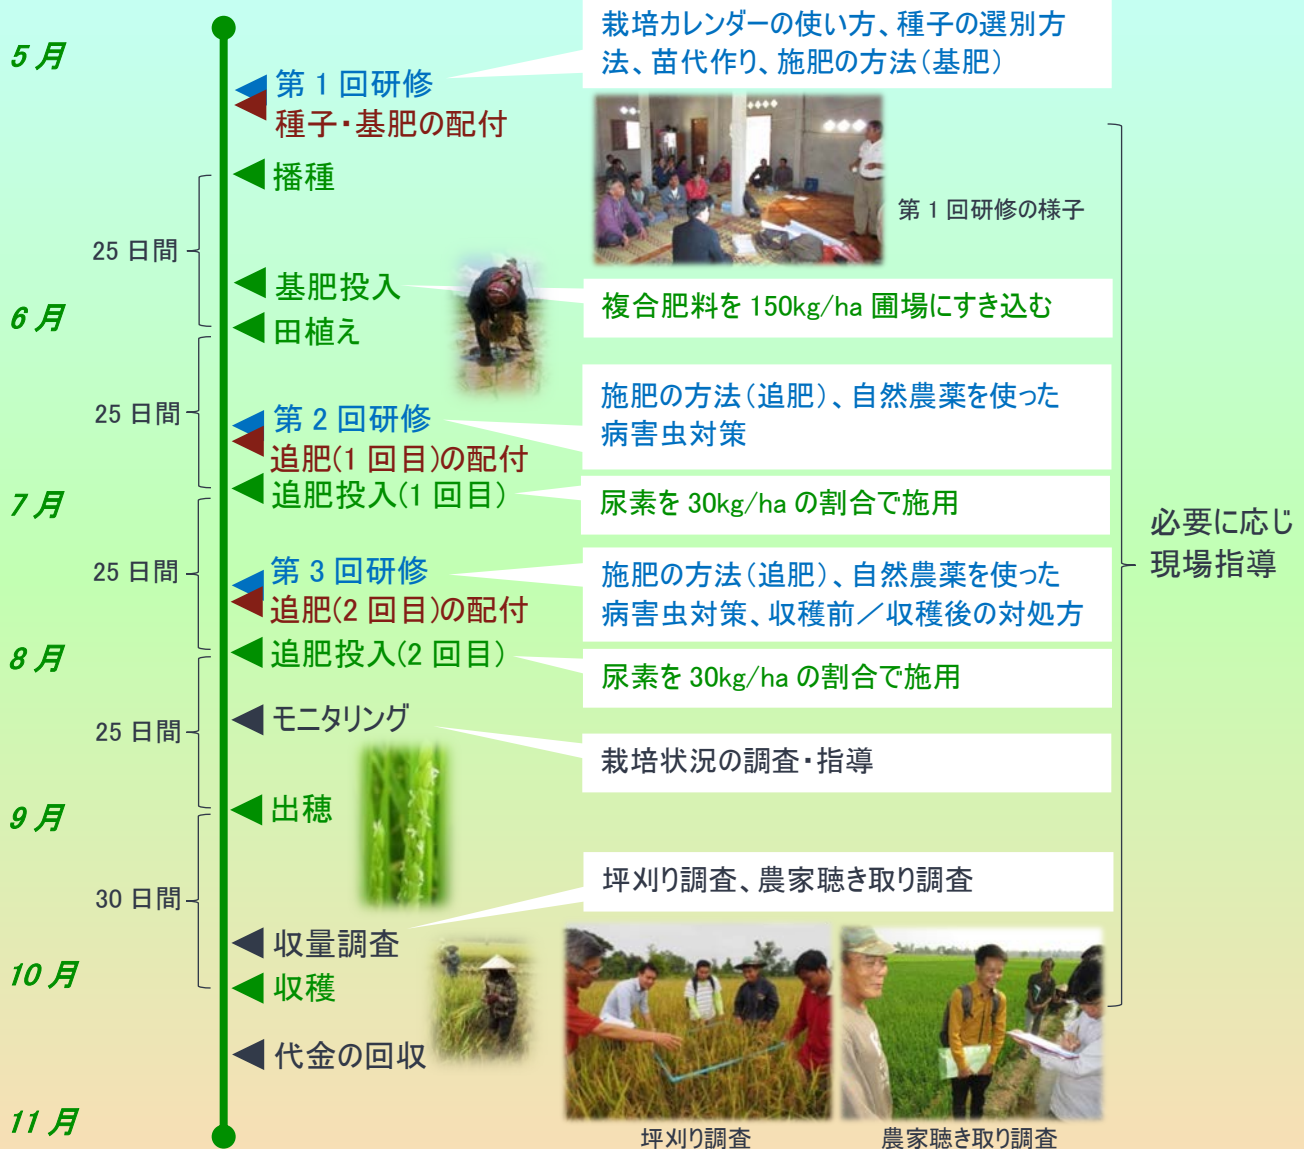 5 月
栽培カレンダーの使い方、種子の選別方
法、苗代作り、施肥の方法（基肥）
第 1 回研修
種子・基肥の配付
播種
第 1 回研修の様子
25 日間
基肥投入
複合肥料を 150kg/ha 圃場にすき込む
6 月
田植え
施肥の方法（追肥）、自然農薬を使った
病害虫対策
25 日間
第 2 回研修
追肥(1 回目)の配付
追肥投入(1 回目)
尿素を 30kg/ha の割合で施用
7 月
必要に応じ
現場指導
25 日間
第 3 回研修
追肥(2 回目)の配付
施肥の方法（追肥）、自然農薬を使った
病害虫対策、収穫前／収穫後の対処方
8 月
追肥投入(2 回目)
尿素を 30kg/ha の割合で施用
25 日間
モニタリング
栽培状況の調査・指導
9 月
出穂
坪刈り調査、農家聴き取り調査
30 日間
収量調査
10 月
収穫
代金の回収
11 月
坪刈り調査
農家聴き取り調査